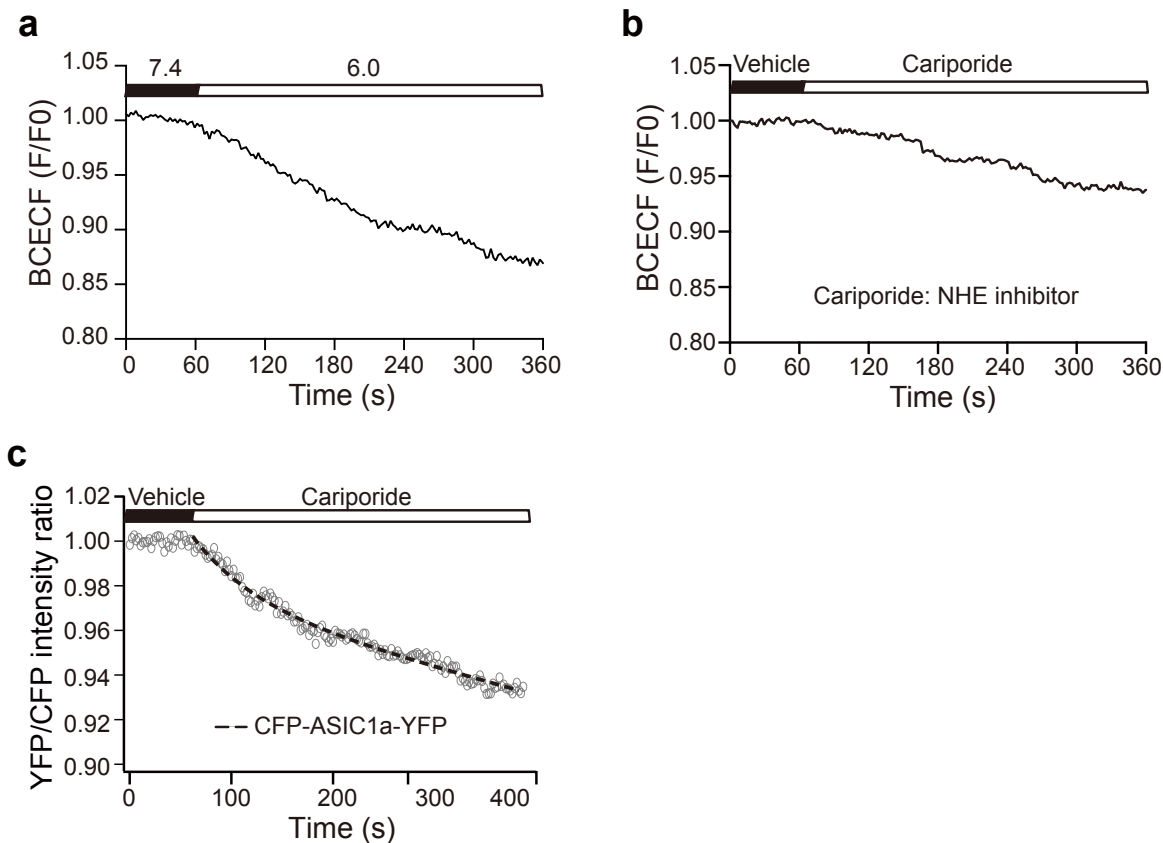 a
7.4 6.0
BCECF (F/F0)
1.05
1.00
0.95
0.90
0.85
0.80
0 60 120 180 240 300 360
Time (s)
b
Vehicle Cariporide
BCECF (F/F0)
1.05
1.00
0.95
0.90
0.85
0.80
Cariporide: NHE inhibitor
0 60 120 180 240 300 360
Time (s)
c
Vehicle Cariporide
YFP/CFP intensity ratio
1.02
1.00
0.98
0.96
0.94
0.92
0.90
CFP-ASIC1a-YFP
0 100 200 300 400
Time (s)